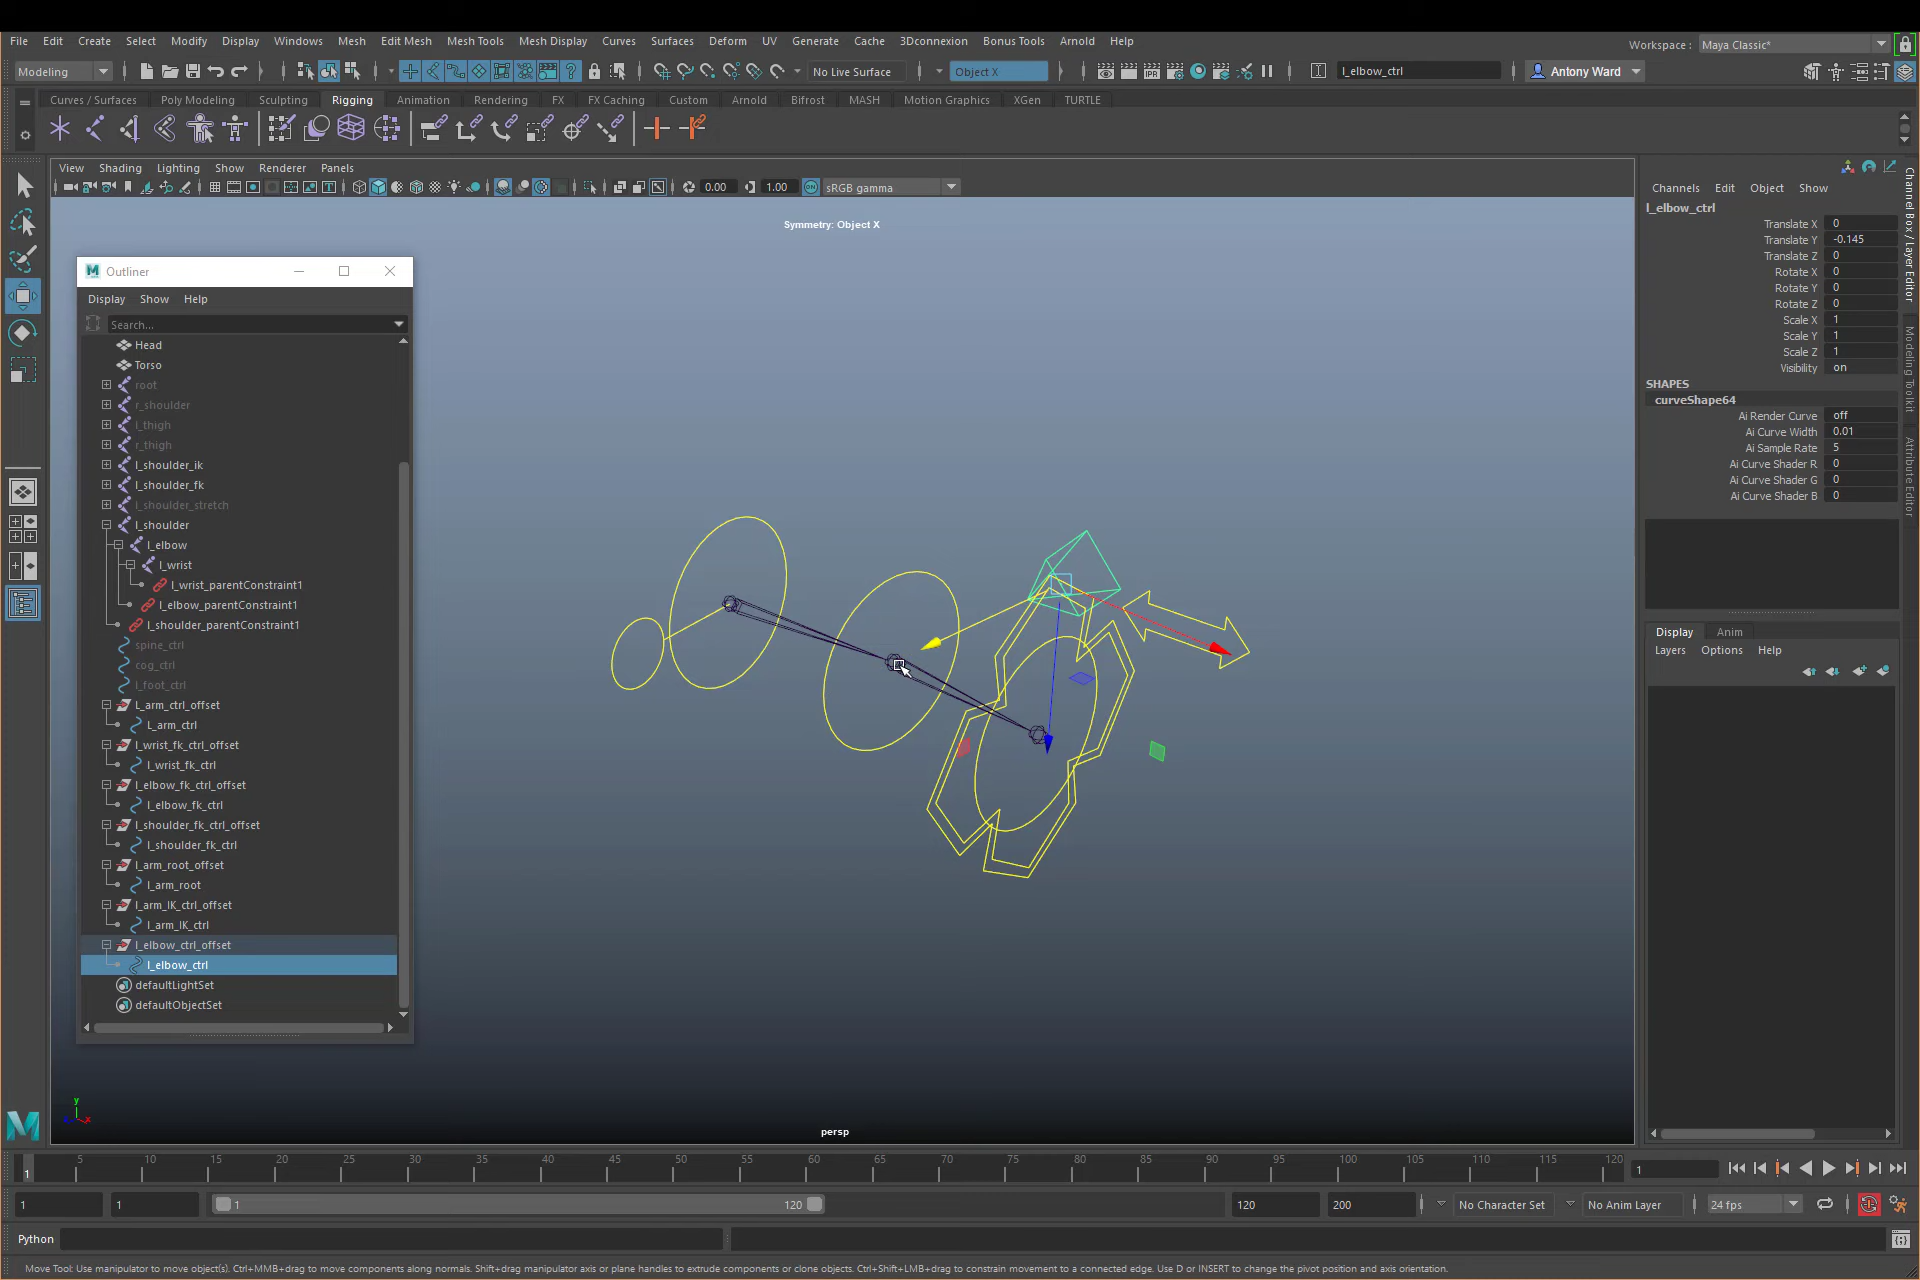 File Edit Create Select Modify Display Windows Mesh Edit Mesh Mesh Tools Mesh Display Curves Surfaces Deform UV Generate Cache 3Dconnexion Bonus Tools Arnold Help
Workspace : Maya Classic*
Modeling No Live Surface Object X l_elbow_ctrl Antony Ward
Curves / Surfaces Poly Modeling Sculpting Rigging Animation Rendering FX FX Caching Custom Arnold Bifrost MASH Motion Graphics XGen TURTLE
View Shading Lighting Show Renderer Panels
0.00 1.00 sRGB gamma
Symmetry: Object X
Outliner
Display Show Help
Search...
Head
Torso
root
r_shoulder
l_thigh
r_thigh
l_shoulder_ik
l_shoulder_fk
l_shoulder_stretch
l_shoulder
l_elbow
l_wrist
l_wrist_parentConstraint1
l_elbow_parentConstraint1
l_shoulder_parentConstraint1
spine_ctrl
cog_ctrl
l_foot_ctrl
L_arm_ctrl_offset
L_arm_ctrl
l_wrist_fk_ctrl_offset
l_wrist_fk_ctrl
l_elbow_fk_ctrl_offset
l_elbow_fk_ctrl
l_shoulder_fk_ctrl_offset
l_shoulder_fk_ctrl
l_arm_root_offset
l_arm_root
l_arm_IK_ctrl_offset
l_arm_IK_ctrl
l_elbow_ctrl_offset
l_elbow_ctrl
defaultLightSet
defaultObjectSet
y
x
persp
Channels Edit Object Show
l_elbow_ctrl
Translate X 0
Translate Y -0.145
Translate Z 0
Rotate X 0
Rotate Y 0
Rotate Z 0
Scale X 1
Scale Y 1
Scale Z 1
Visibility on
SHAPES
curveShape64
Ai Render Curve off
Ai Curve Width 0.01
Ai Sample Rate 5
Ai Curve Shader R 0
Ai Curve Shader G 0
Ai Curve Shader B 0
Display Anim
Layers Options Help
Channel Box / Layer Editor
Modeling Toolkit
Attribute Editor
1 5 10 15 20 25 30 35 40 45 50 55 60 65 70 75 80 85 90 95 100 105 110 115 120 1
1 1 1 120 120 200 No Character Set No Anim Layer 24 fps
Python
Move Tool: Use manipulator to move object(s). Ctrl+MMB+drag to move components along normals. Shift+drag manipulator axis or plane handles to extrude components or clone objects. Ctrl+Shift+LMB+drag to constrain movement to a connected edge. Use D or INSERT to change the pivot position and axis orientation.